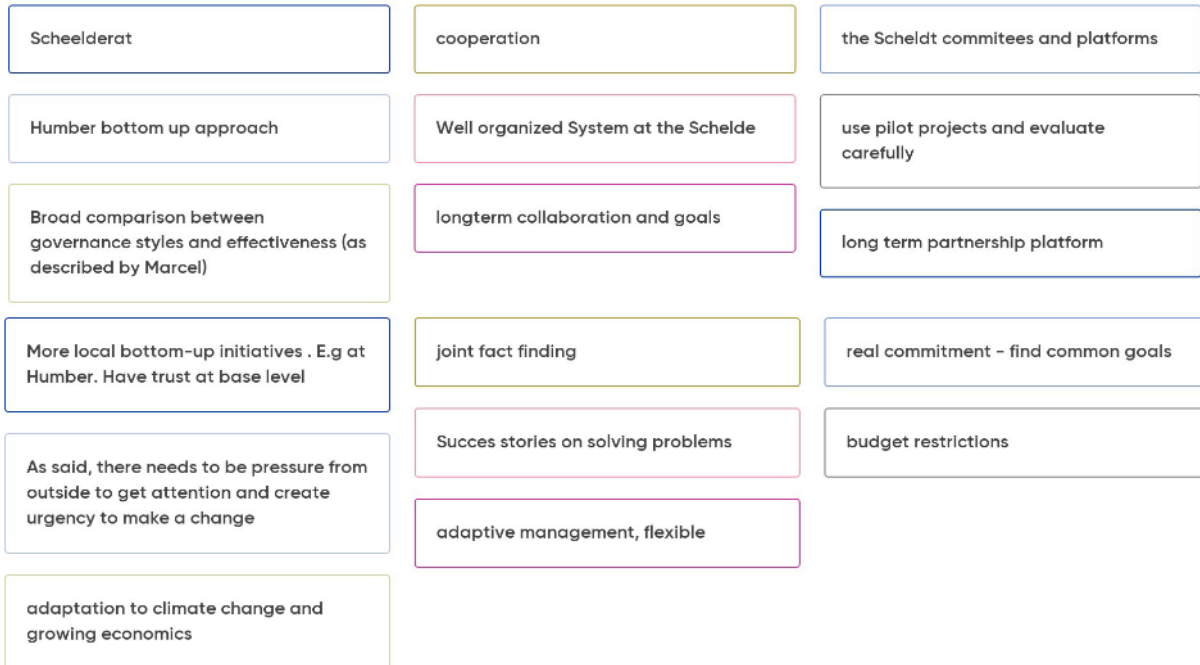 Scheelderat
Humber bottom up approach
Broad comparison between
governance styles and effectiveness (as
described by Marcel)
cooperation
Well organized System at the Schelde
longterm collaboration and goals
the Scheldt commitees and platforms
use pilot projects and evaluate
carefully
long term partnership platform
More local bottom-up initiatives . E.g at
Humber. Have trust at base level
As said, there needs to be pressure from
outside to get attention and create
urgency to make a change
adaptation to climate change and
growing economics
joint fact finding
Succes stories on solving problems
adaptive management, flexible
real commitment - find common goals
budget restrictions